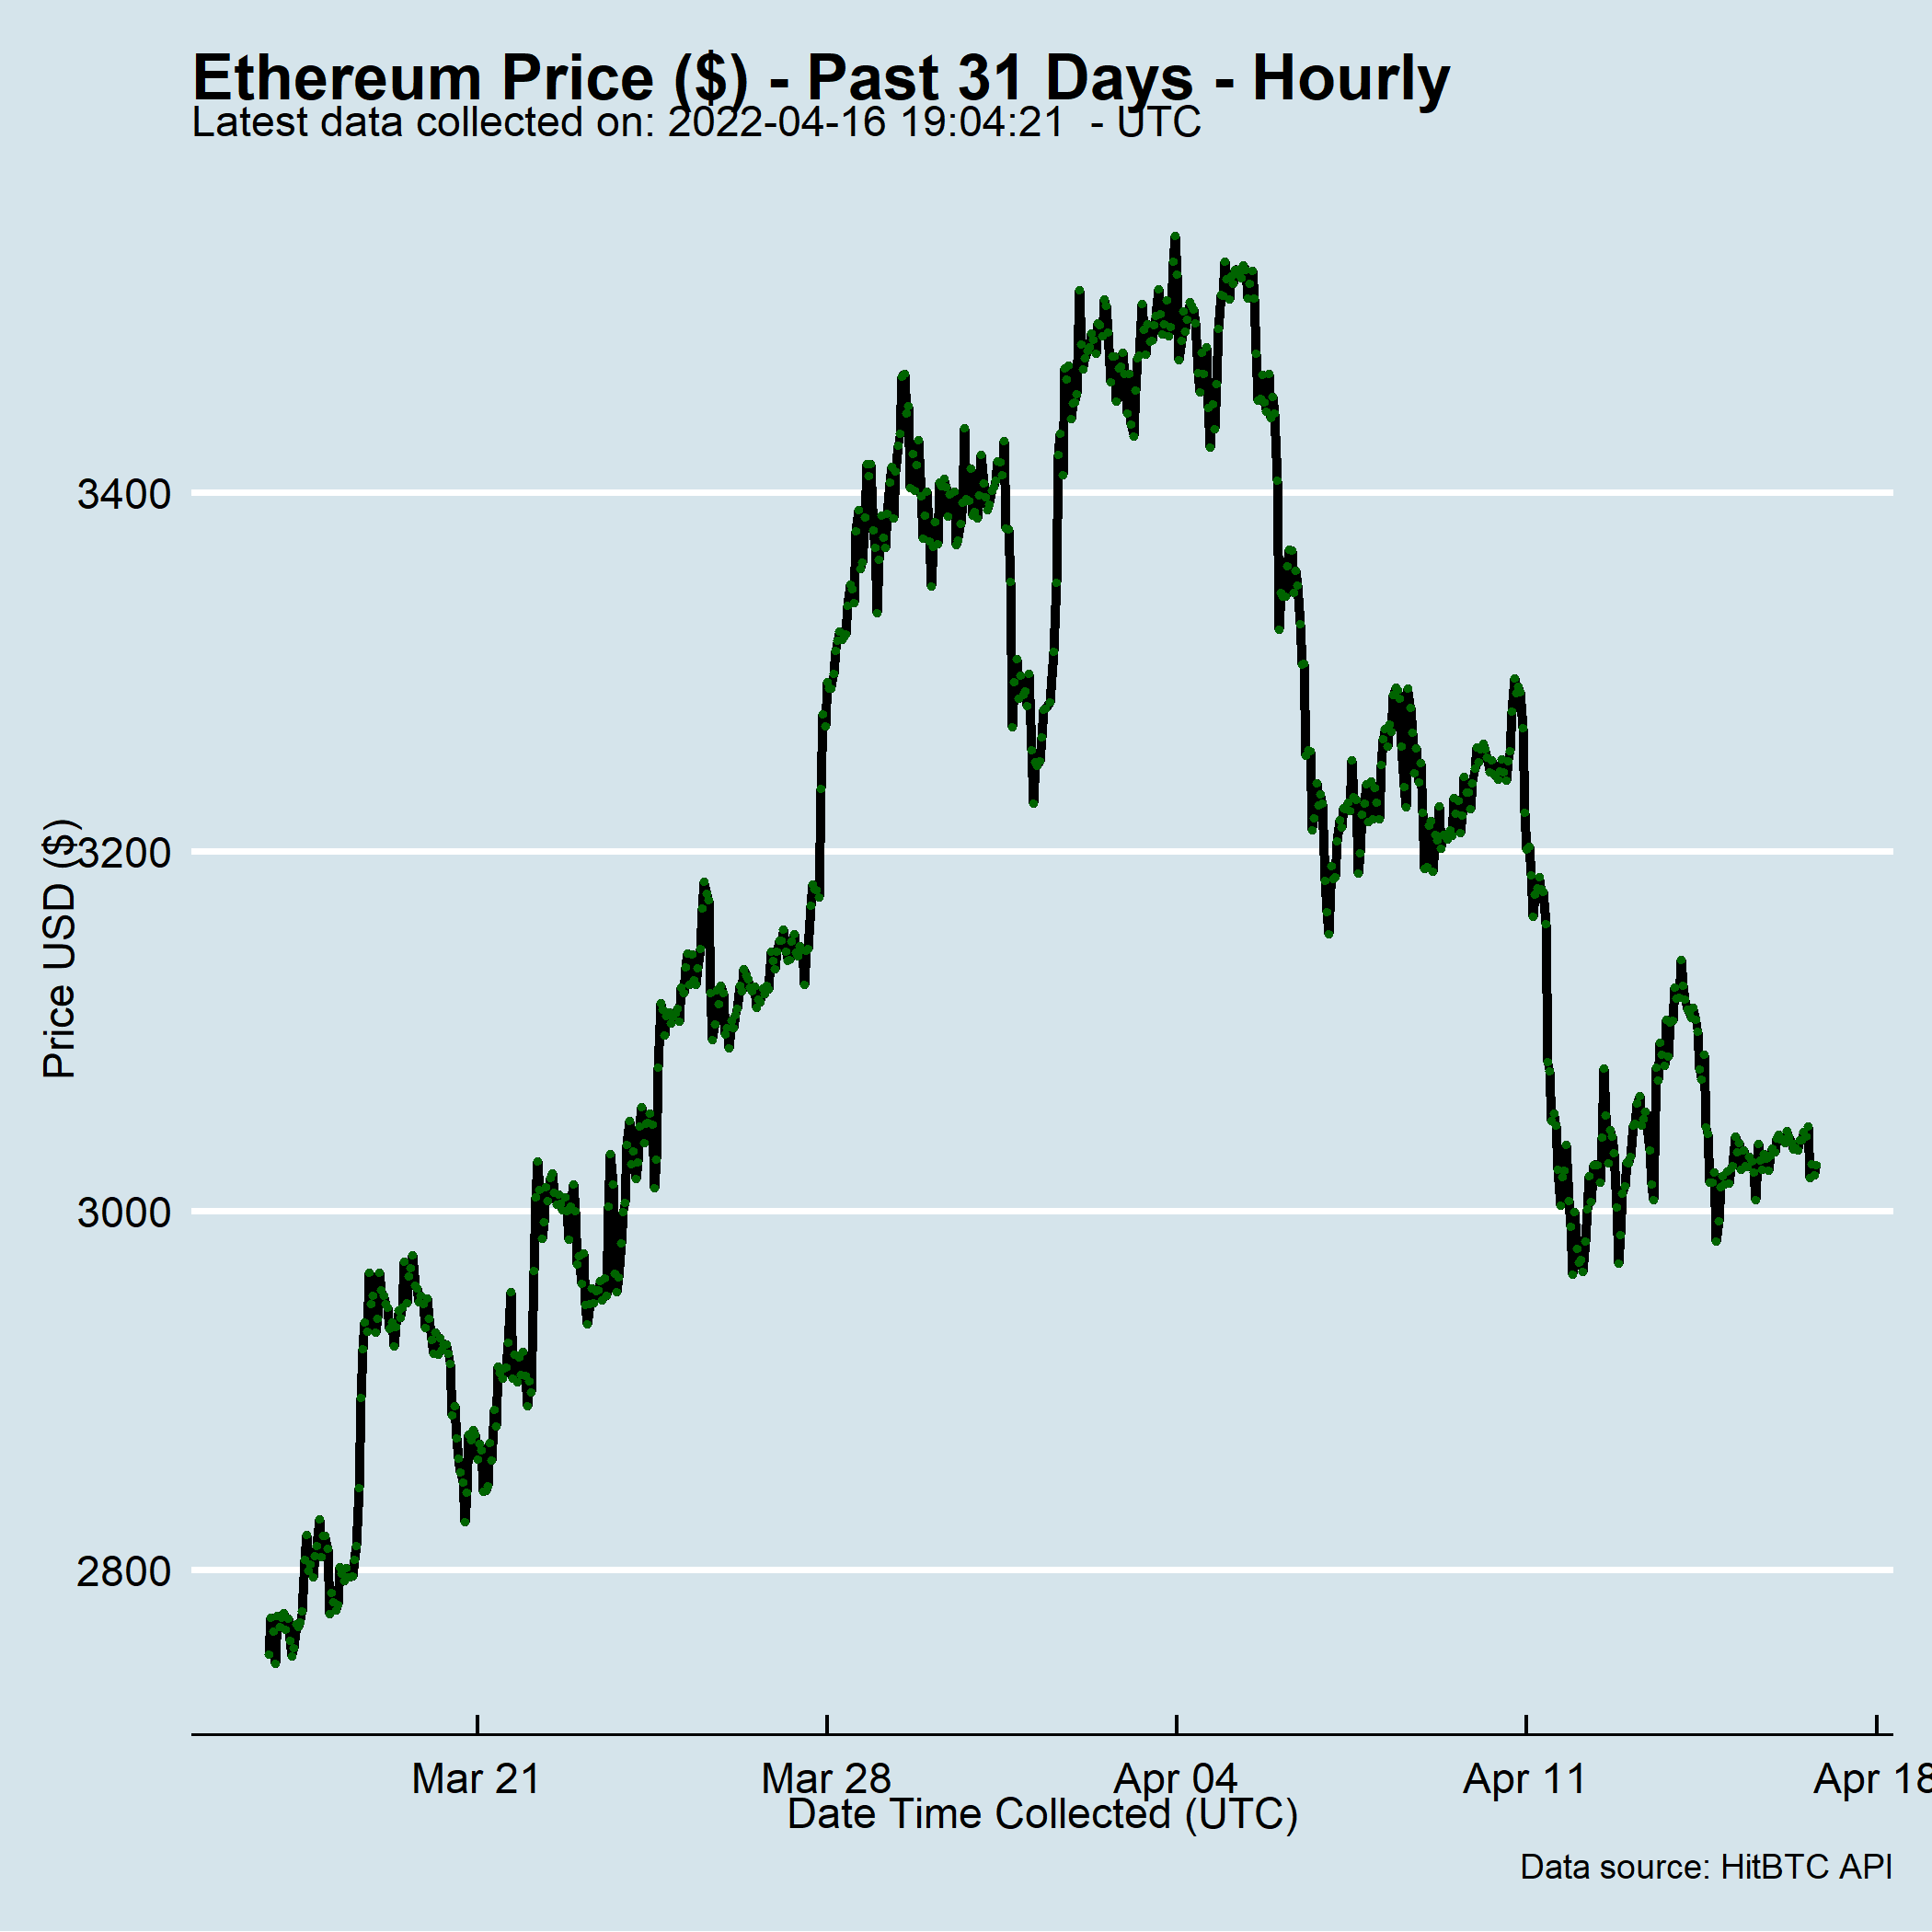 Ethereum Price ($) - Past 31 Days - Hourly
Latest data collected on: 2022-04-16 19:04:21  - UTC
Price USD ($)
3400
3200
3000
2800
Mar 21 Mar 28 Apr 04 Apr 11 Apr 18
Date Time Collected (UTC)
Data source: HitBTC API